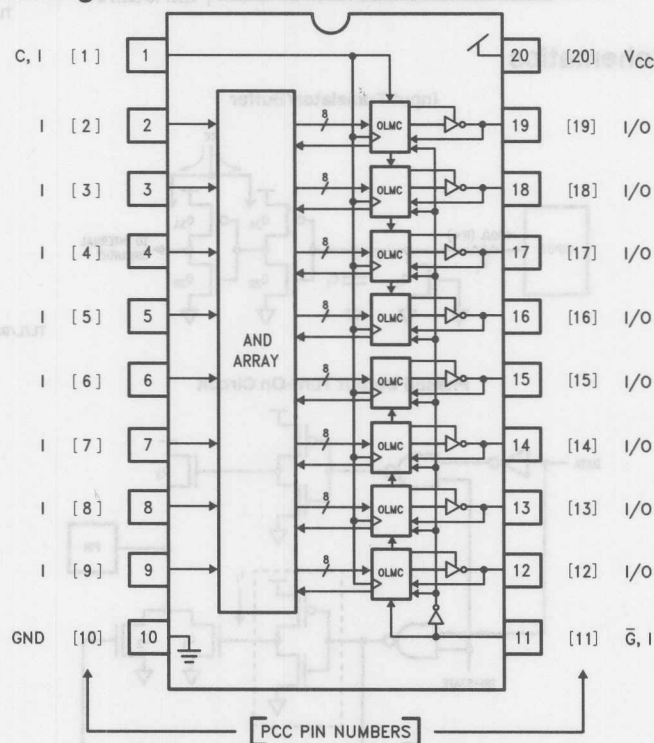 C, I [1] 1 20 [20] VCC
I [2] 2 8 OLMC 19 [19] I/O
I [3] 3 8 OLMC 18 [18] I/O
I [4] 4 8 OLMC 17 [17] I/O
I [5] 5 8 OLMC 16 [16] I/O
AND
ARRAY
I [6] 6 8 OLMC 15 [15] I/O
I [7] 7 8 OLMC 14 [14] I/O
I [8] 8 8 OLMC 13 [13] I/O
I [9] 9 8 OLMC 12 [12] I/O
GND [10] 10 11 [11] G̅, I
PCC PIN NUMBERS